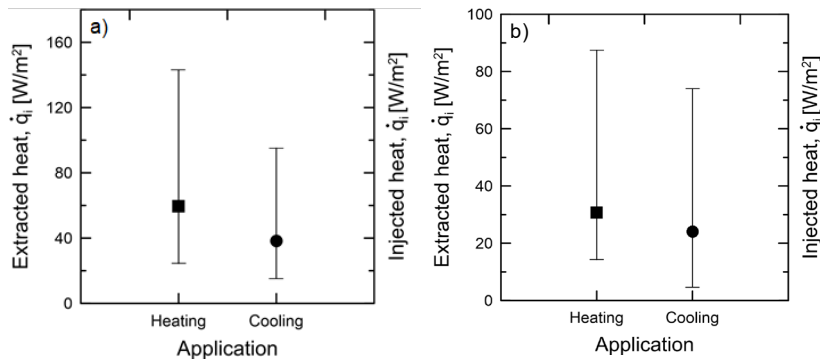 a)
Extracted heat, q̇i [W/m²]
160
120
80
40
0
Heating
Cooling
Application
Injected heat, q̇i [W/m²]
b)
Extracted heat, q̇i [W/m²]
100
80
60
40
20
0
Heating
Cooling
Application
Injected heat, q̇i [W/m²]